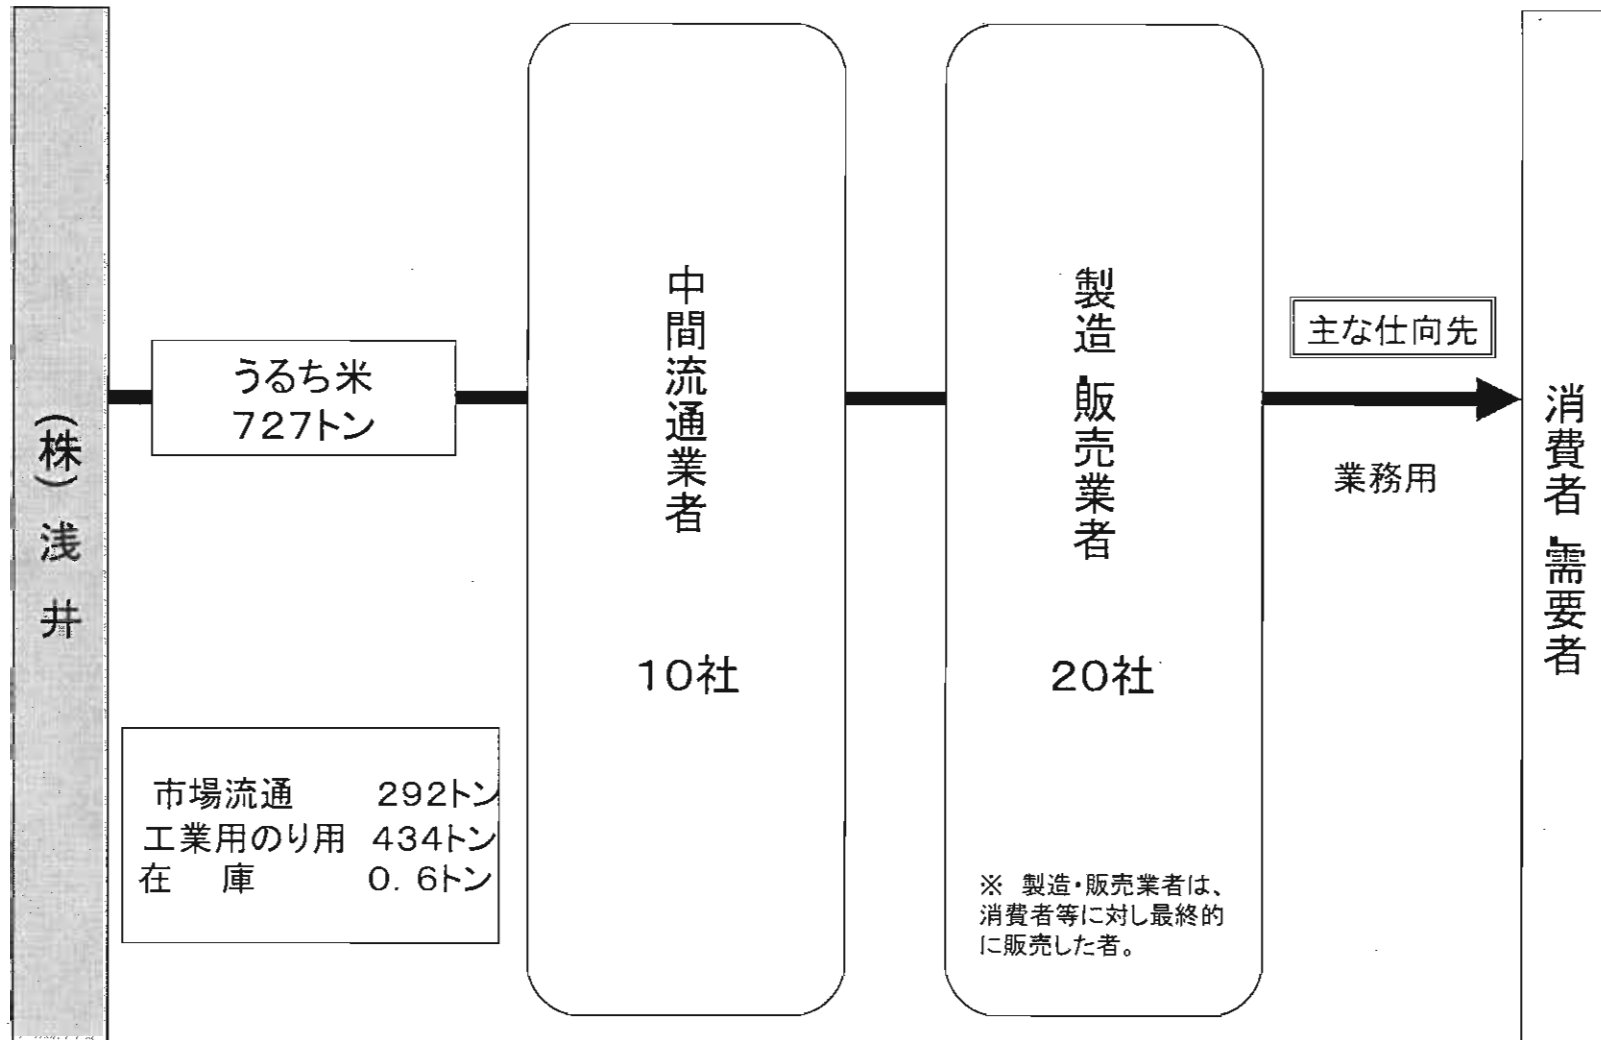 (株)浅井
うるち米
727トン
市場流通 292トン
工業用のり用 434トン
在 庫 0.6トン
中間流通業者
10社
製造・販売業者
20社
※ 製造・販売業者は、
消費者等に対し最終的
に販売した者。
主な仕向先
業務用
消費者・需要者